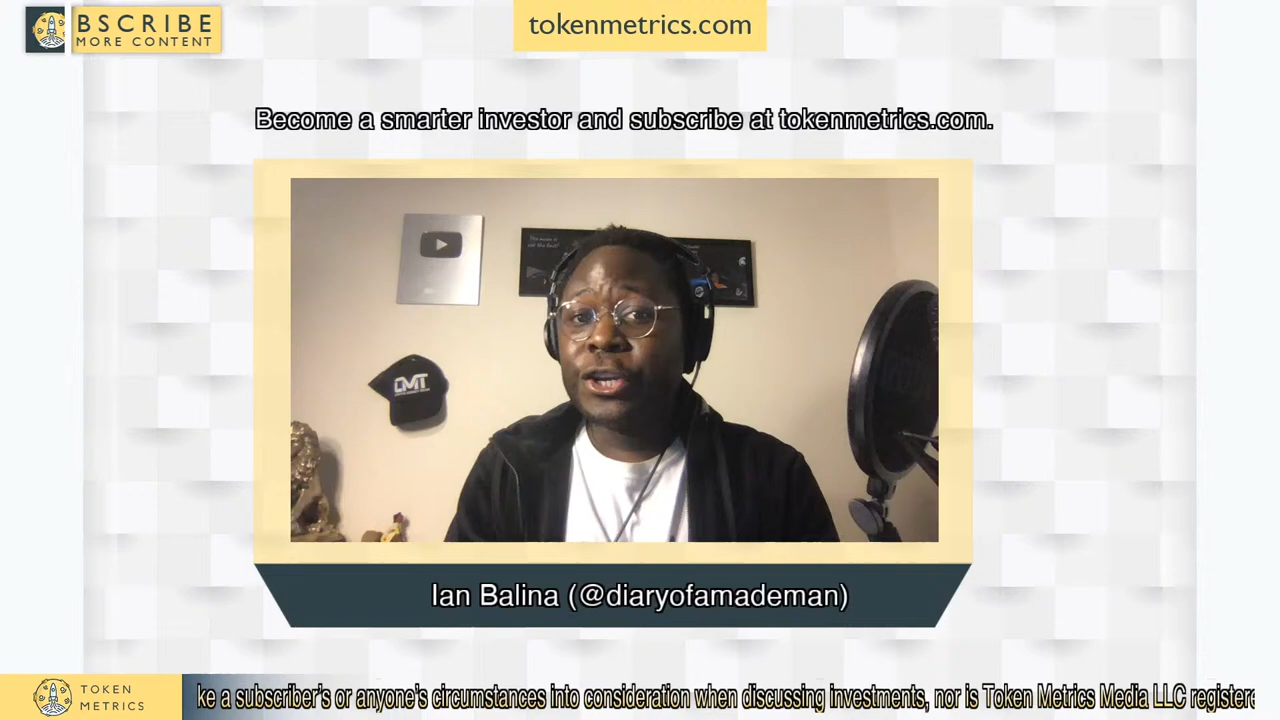 BSCRIBE
MORE CONTENT
tokenmetrics.com
Become a smarter investor and subscribe at tokenmetrics.com.
Ian Balina (@diaryofamademan)
TOKEN
METRICS
ke a subscriber's or anyone's circumstances into consideration when discussing investments, nor is Token Metrics Media LLC registere